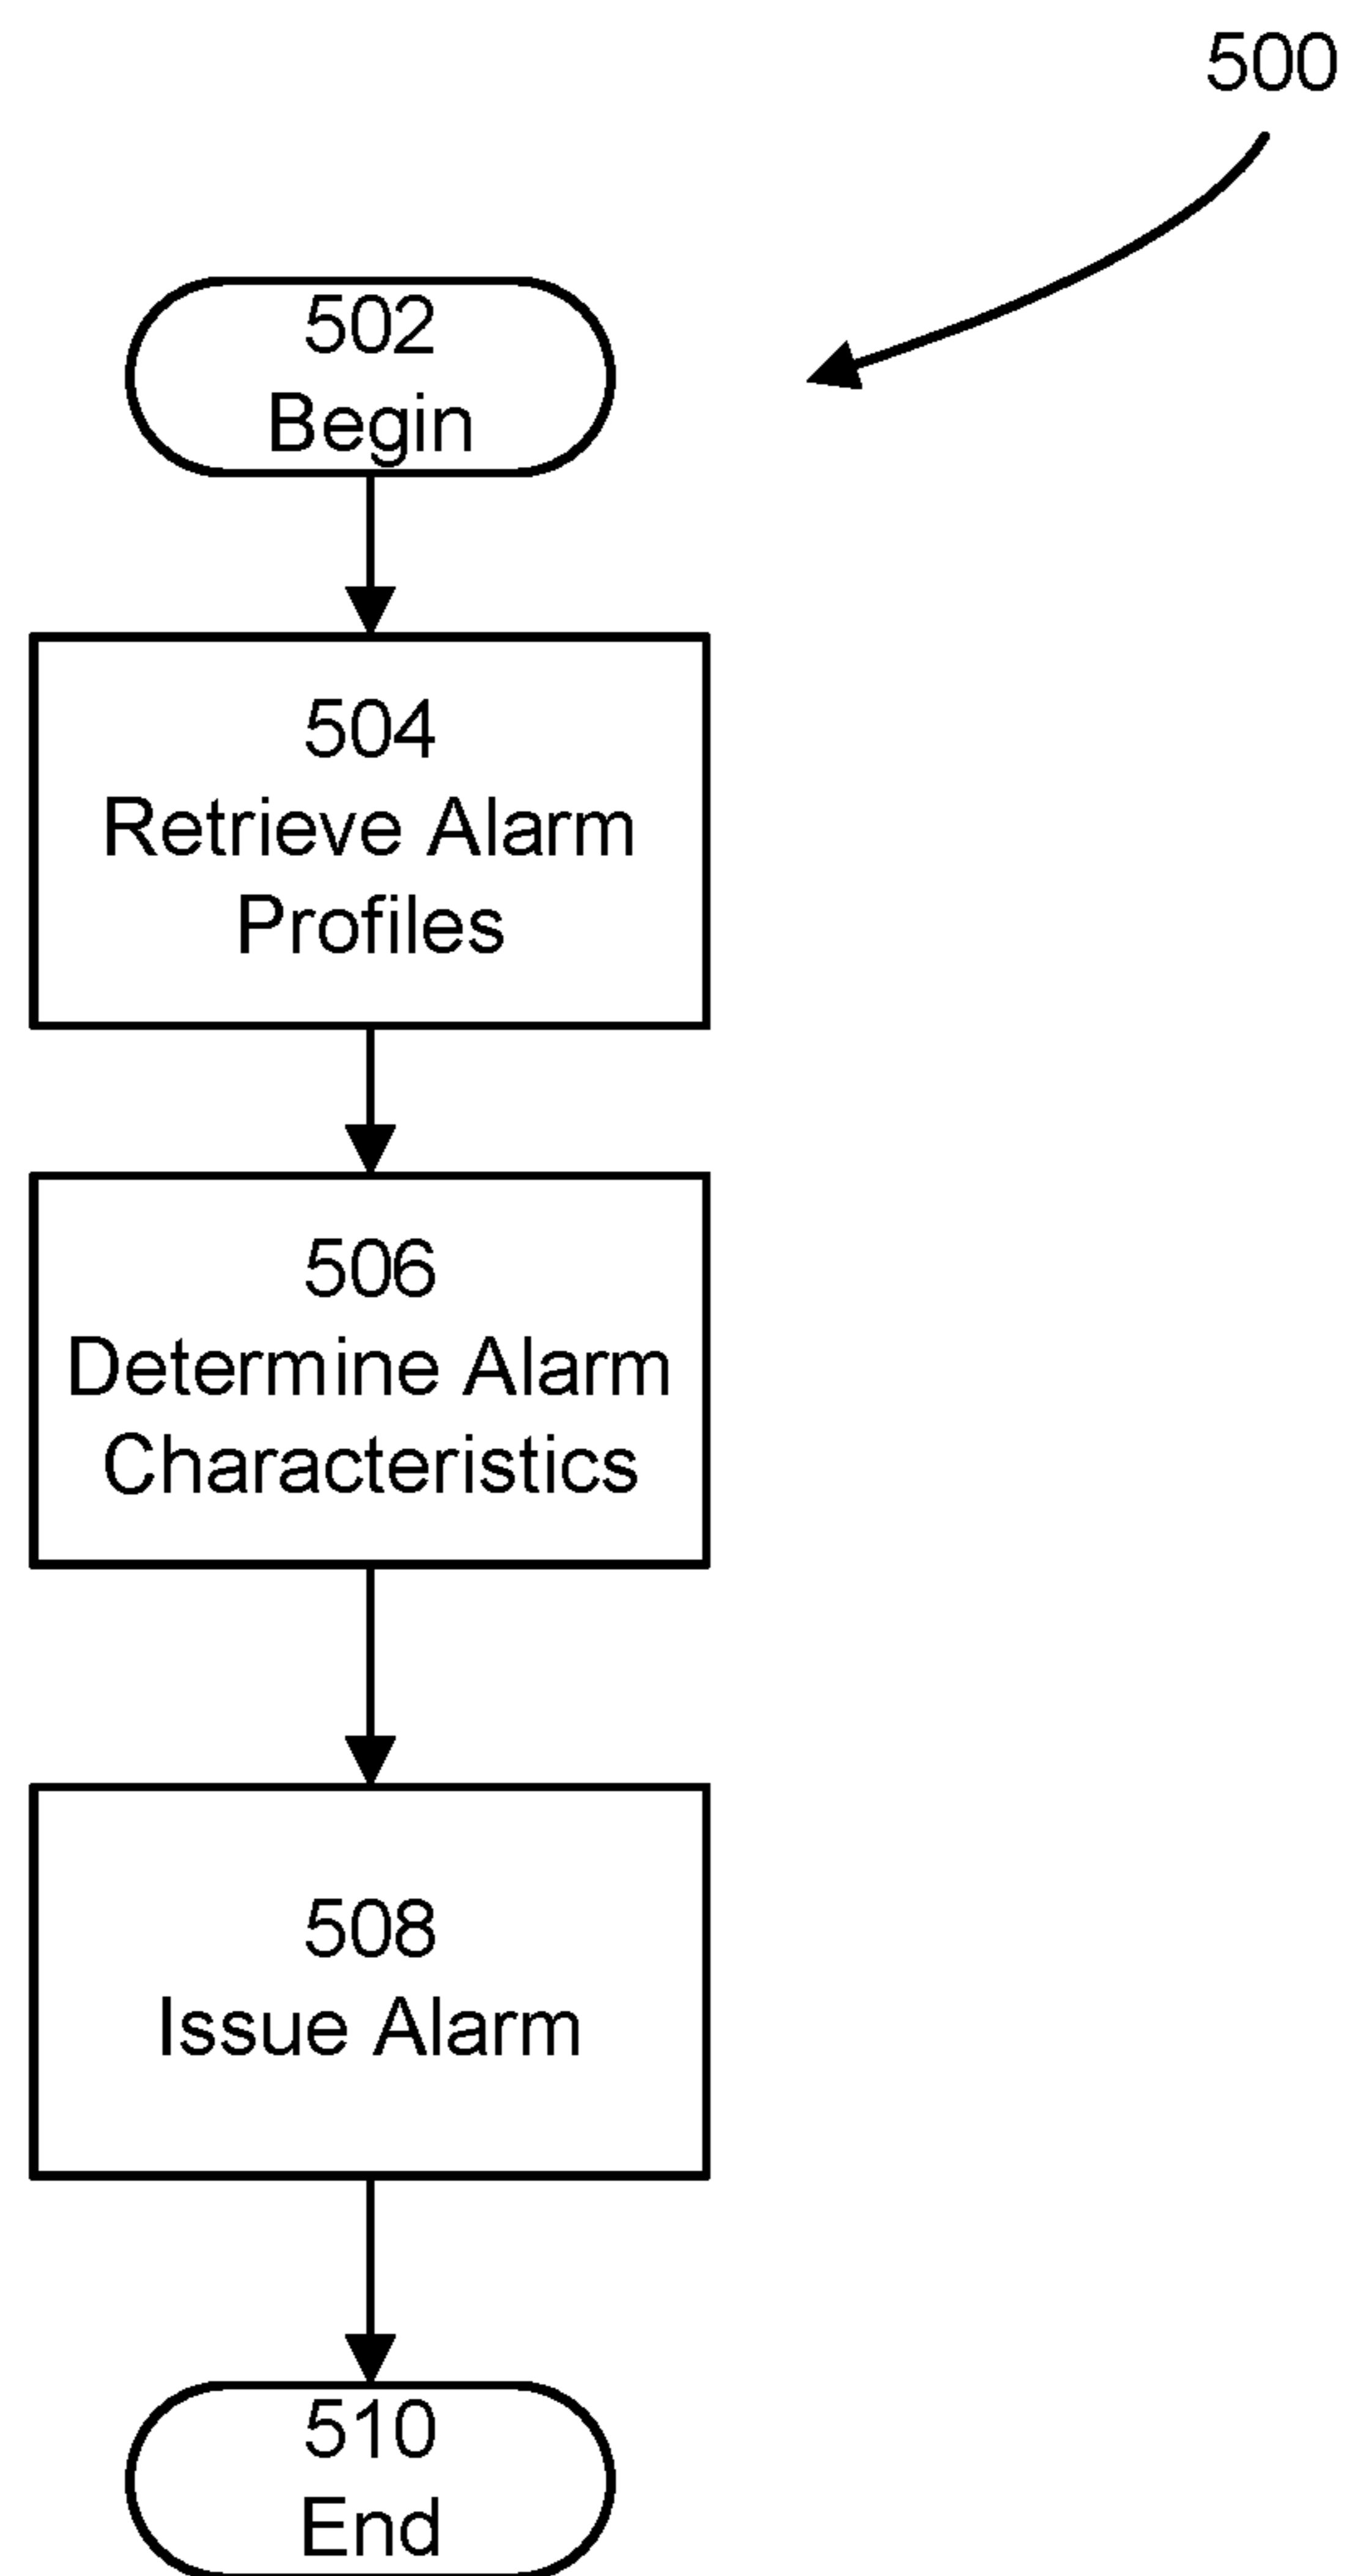 500
502
Begin
504
Retrieve Alarm
Profiles
506
Determine Alarm
Characteristics
508
Issue Alarm
510
End